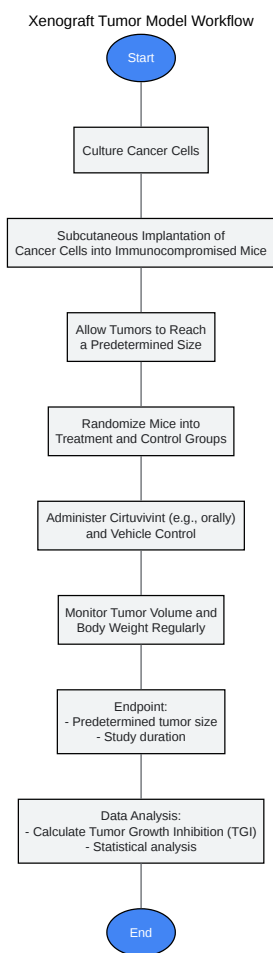 Xenograft Tumor Model Workflow
Start
Culture Cancer Cells
Subcutaneous Implantation of
Cancer Cells into Immunocompromised Mice
Allow Tumors to Reach
a Predetermined Size
Randomize Mice into
Treatment and Control Groups
Administer Cirtuvivint (e.g., orally)
and Vehicle Control
Monitor Tumor Volume and
Body Weight Regularly
Endpoint:
- Predetermined tumor size
- Study duration
Data Analysis:
- Calculate Tumor Growth Inhibition (TGI)
- Statistical analysis
End